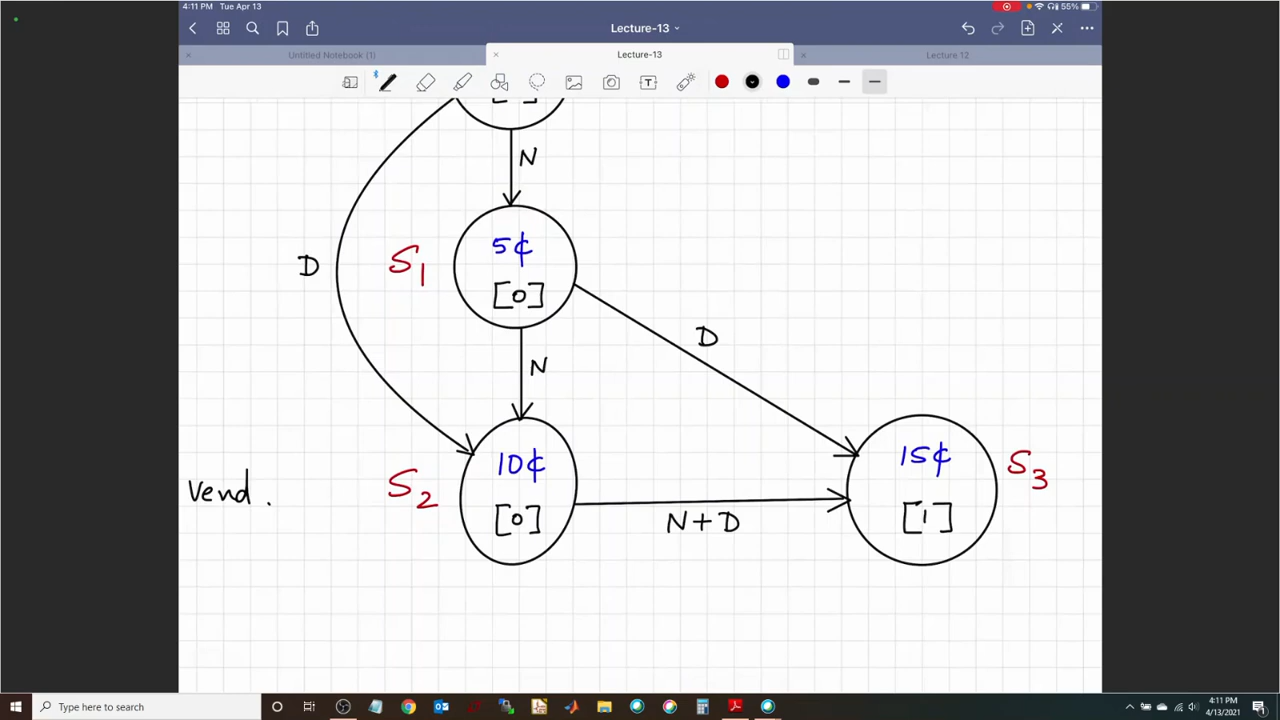 4:11 PM Tue Apr 13
55%
Lecture-13
Untitled Notebook (1)
Lecture-13
Lecture 12
N
5¢
S1
[0]
D
D
N
10¢
15¢
S3
S2
Vend.
[0]
[1]
N+D
Type here to search
4:11 PM
4/13/2021